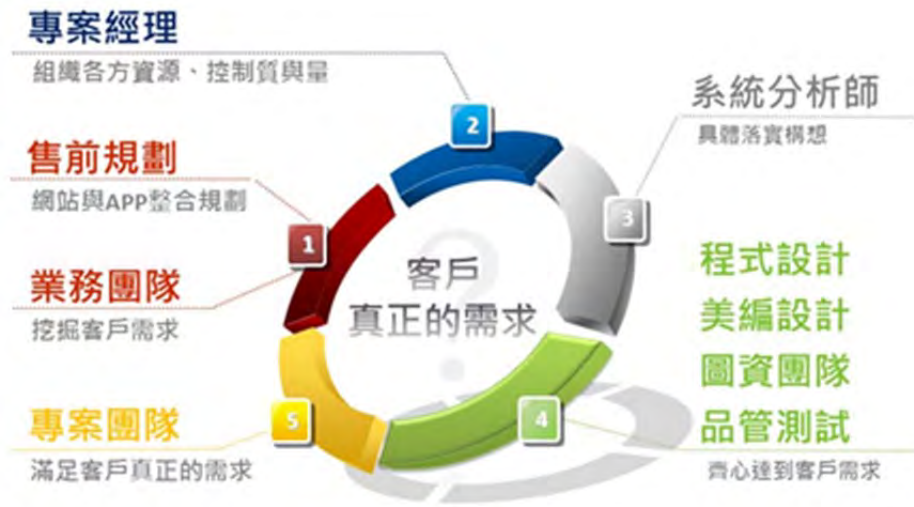 專案經理
組織各方資源、控制質與量
2
系統分析師
具體落實構想
3
售前規劃
網站與APP整合規劃
1
業務團隊
挖掘客戶需求
客戶
真正的需求
?
程式設計
美編設計
圖資團隊
品管測試
齊心達到客戶需求
4
專案團隊
滿足客戶真正的需求
5